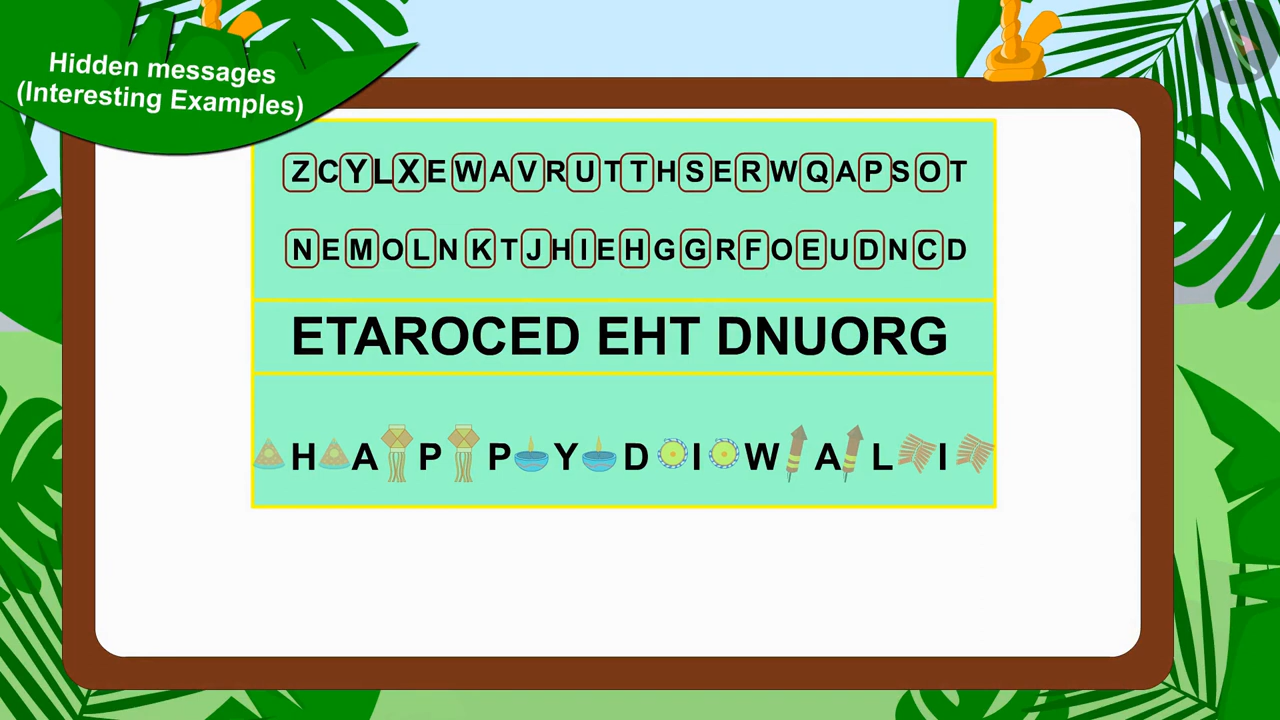 Hidden messages
(Interesting Examples)
ZCYLXEWAVRUTTHSERWQAPSOT
NEMOLNKTJHIEHGGRFOEUDNCD
ETAROCED EHT DNUORG
HAPPYDIWALI